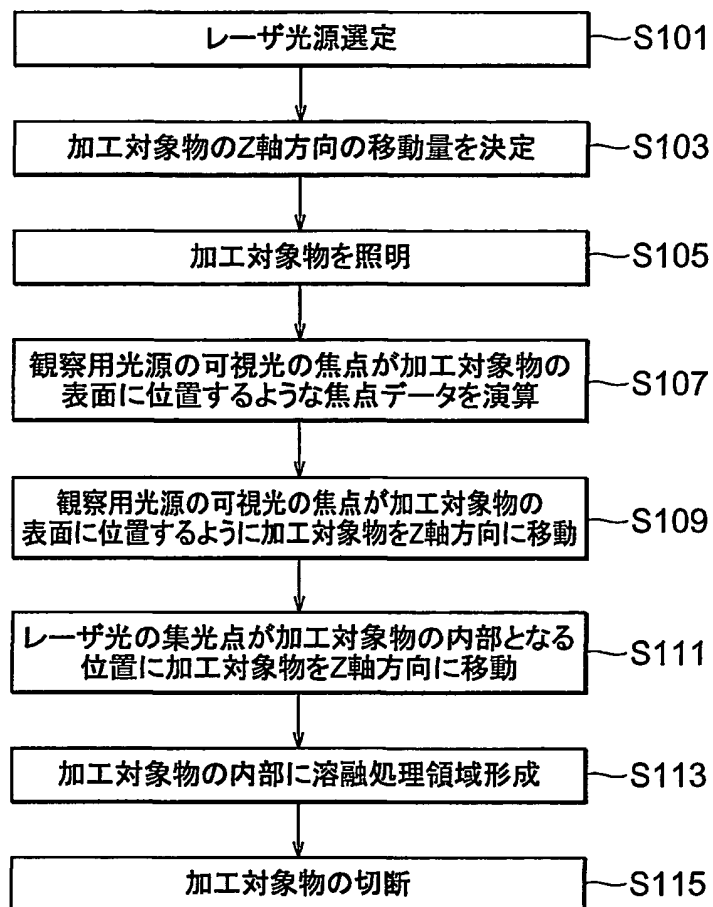 レーザ光源選定
S101
加工対象物のZ軸方向の移動量を決定
S103
加工対象物を照明
S105
観察用光源の可視光の焦点が加工対象物の
表面に位置するような焦点データを演算
S107
観察用光源の可視光の焦点が加工対象物の
表面に位置するように加工対象物をZ軸方向に移動
S109
レーザ光の集光点が加工対象物の内部となる
位置に加工対象物をZ軸方向に移動
S111
加工対象物の内部に溶融処理領域形成
S113
加工対象物の切断
S115